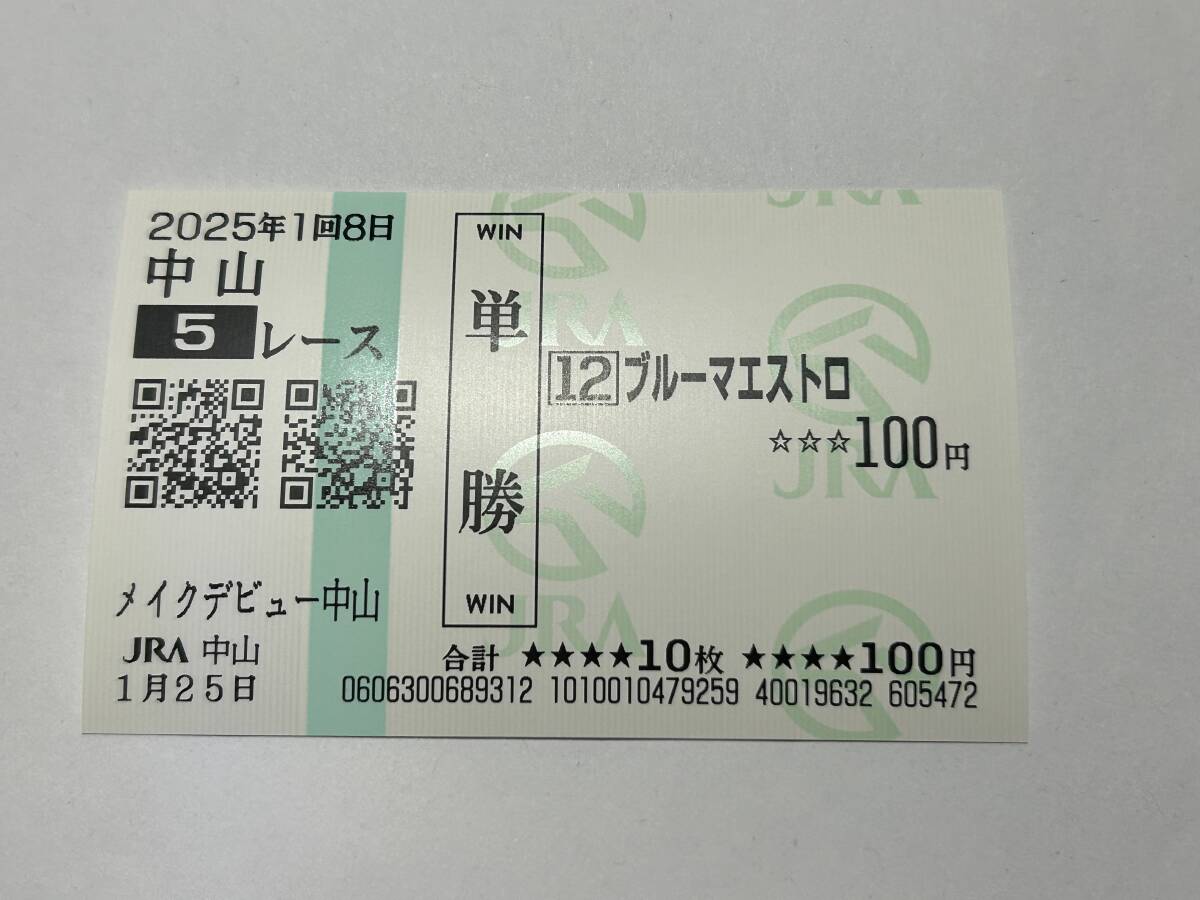 2025年1回8日
中山
5レース
WIN
単勝
WIN
12ブルーマエストロ
☆☆☆100円
メイクデビュー中山
JRA 中山
1月25日
合計 ★★★★10枚 ★★★★100円
0606300689312 1010010479259 40019632 605472
JRA
JRA
JRA
JRA